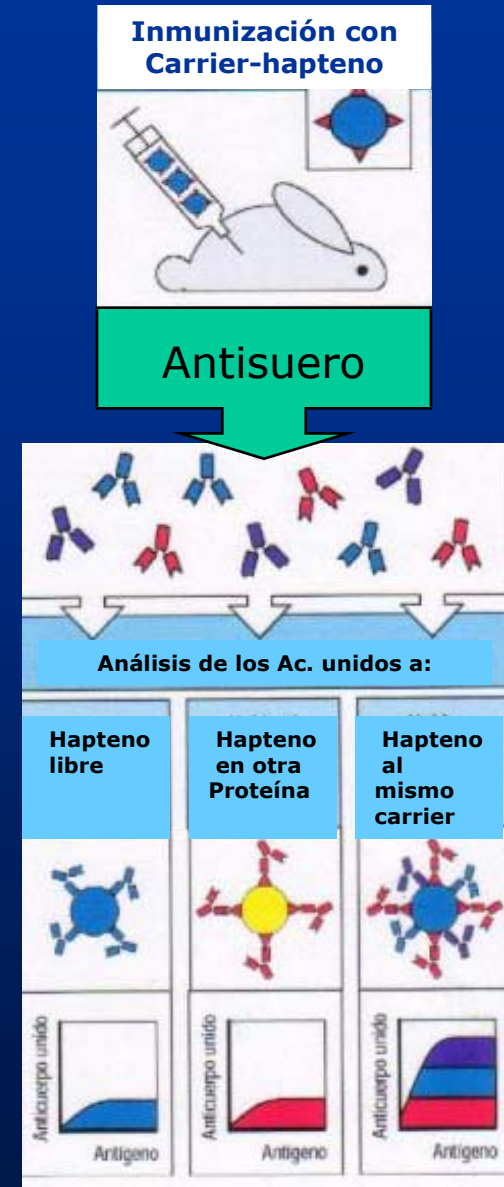 Inmunización con
Carrier-hapteno
Antisuero
Análisis de los Ac. unidos a:
Hapteno
libre
Hapteno
en otra
Proteína
Hapteno
al
mismo
carrier
Anticuerpo unido
Antígeno
Anticuerpo unido
Antígeno
Anticuerpo unido
Antígeno